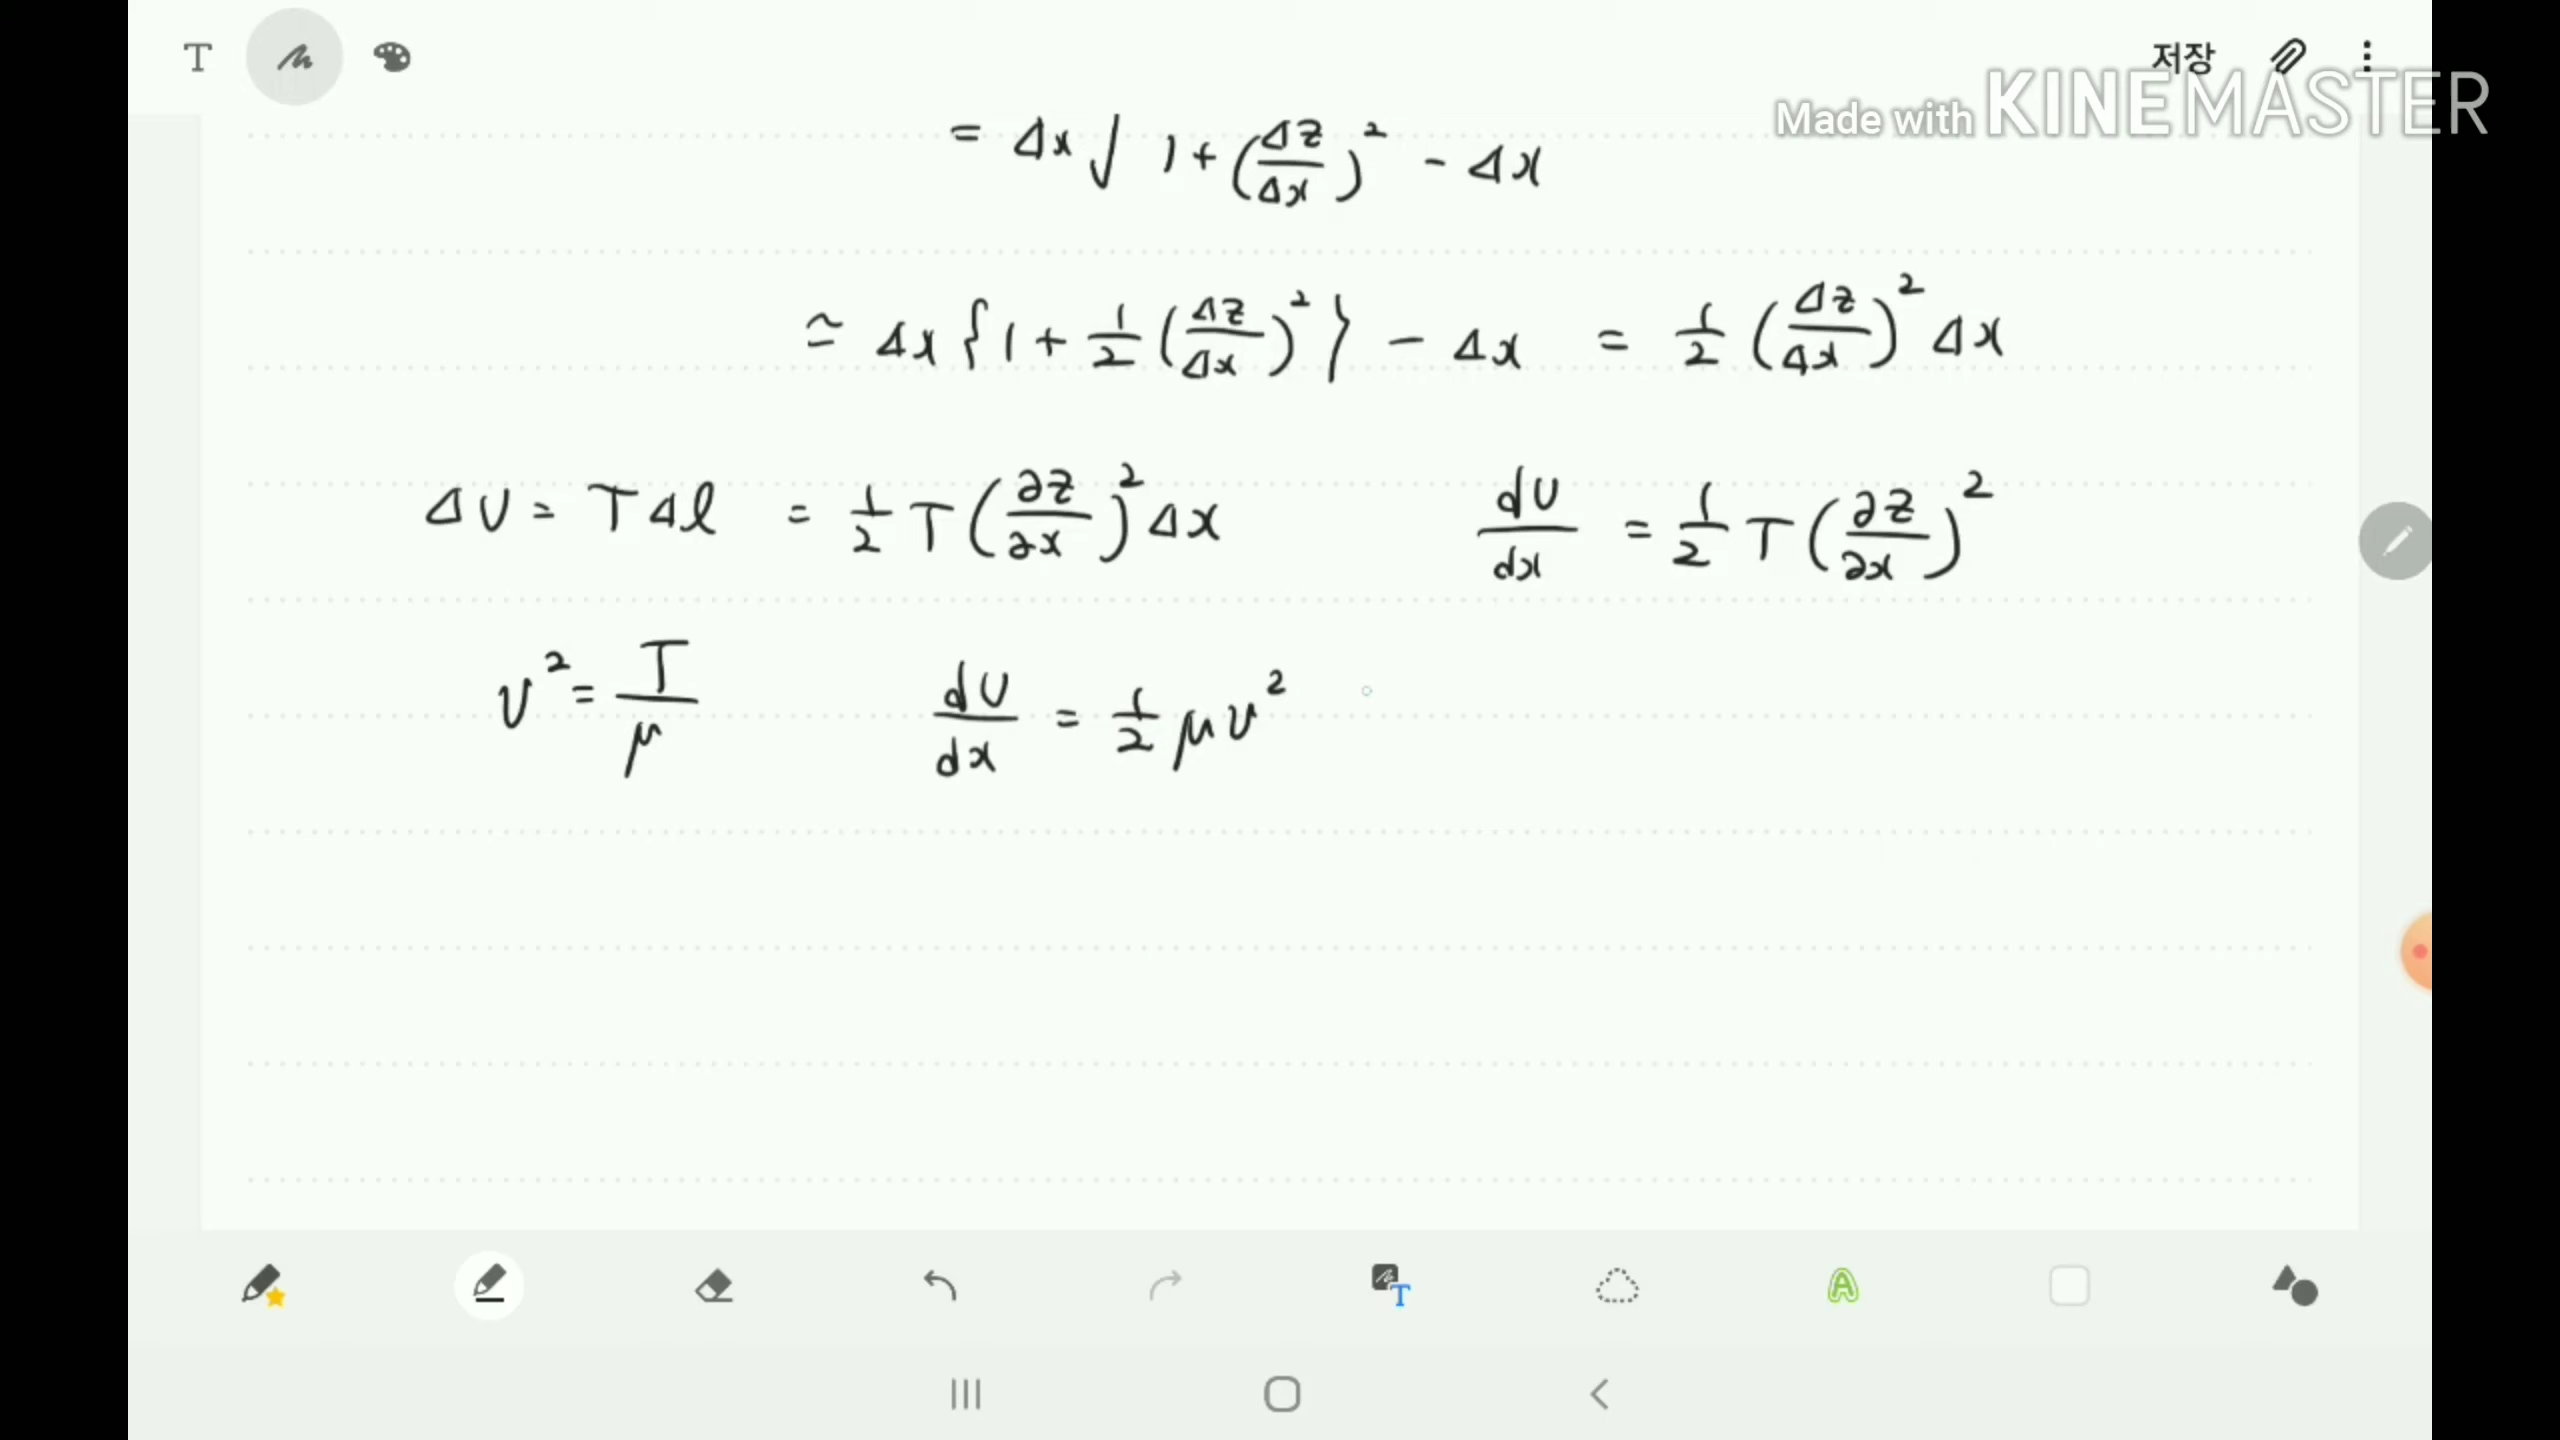 T
저장
Made with KINEMASTER
= Δx√ 1 + (Δz/Δx)² - Δx
≃ Δx {1 + 1/2 (Δz/Δx)²} - Δx = 1/2 (Δz/Δx)² Δx
ΔU = TΔl = 1/2 T (∂z/∂x)² Δx dU/dx = 1/2 T (∂z/∂x)²
v² = T/μ dU/dx = 1/2 μv²
T
A